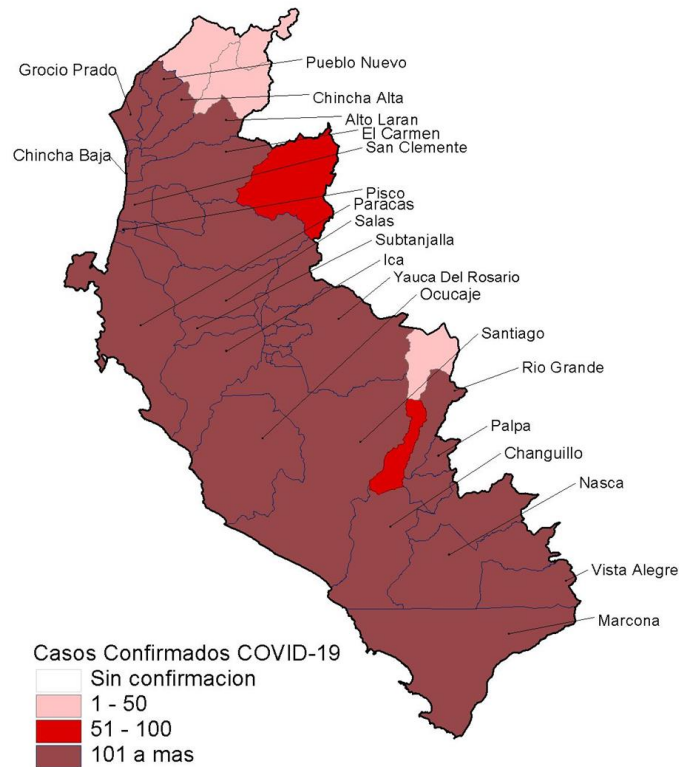 Grocio Prado
Pueblo Nuevo
Chincha Alta
Alto Laran
El Carmen
San Clemente
Chincha Baja
Pisco
Paracas
Salas
Subtanjalla
Ica
Yauca Del Rosario
Ocucaje
Santiago
Rio Grande
Palpa
Changuillo
Nasca
Vista Alegre
Marcona
Casos Confirmados COVID-19
Sin confirmacion
1 - 50
51 - 100
101 a mas